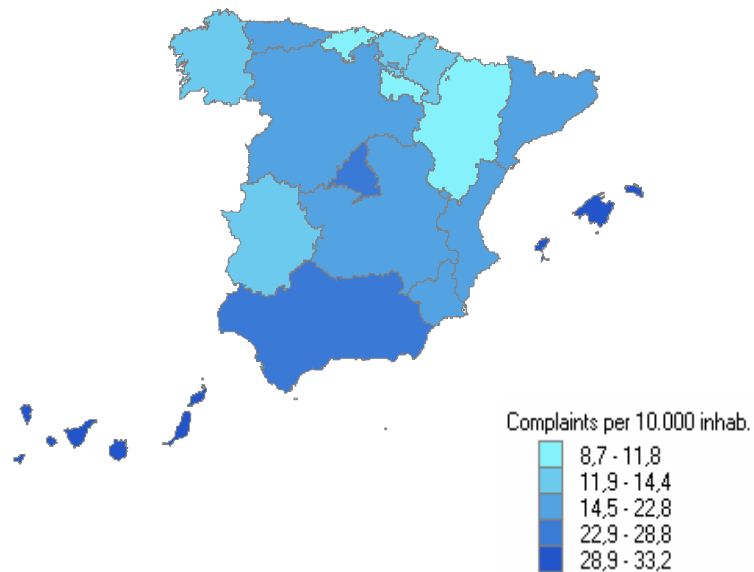 Complaints per 10.000 inhab.
8,7 - 11,8
11,9 - 14,4
14,5 - 22,8
22,9 - 28,8
28,9 - 33,2